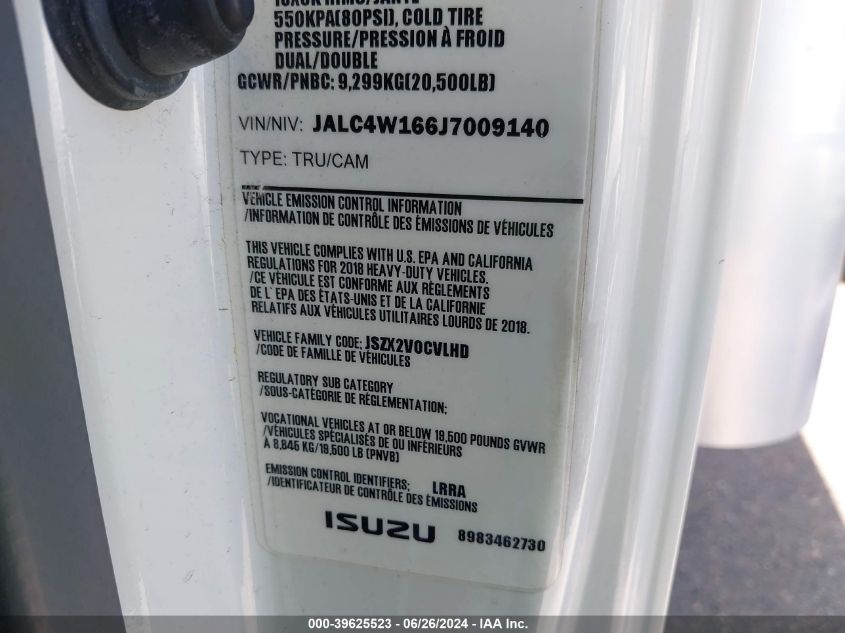 550KPA(80PSI), COLD TIRE
PRESSURE/PRESSION À FROID
DUAL/DOUBLE
GCWR/PNBC: 9,299KG(20,500LB)
VIN/NIV: JALC4W166J7009140
TYPE: TRU/CAM
VEHICLE EMISSION CONTROL INFORMATION
/INFORMATION DE CONTRÔLE DES ÉMISSIONS DE VÉHICULES
THIS VEHICLE COMPLIES WITH U.S. EPA AND CALIFORNIA
REGULATIONS FOR 2018 HEAVY-DUTY VEHICLES.
/CE VÉHICULE EST CONFORME AUX RÈGLEMENTS
DE L' EPA DES ÉTATS-UNIS ET DE LA CALIFORNIE
RELATIFS AUX VÉHICULES UTILITAIRES LOURDS DE 2018.
VEHICLE FAMILY CODE: JSZX2VOCVLHD
/CODE DE FAMILLE DE VÉHICULES
REGULATORY SUB CATEGORY
/SOUS-CATÉGORIE DE RÉGLEMENTATION:
VOCATIONAL VEHICLES AT OR BELOW 19,500 POUNDS GVWR
/VÉHICULES SPÉCIALISÉS DE OU INFÉRIEURS
À 8,845 KG/19,500 LB (PNVB)
EMISSION CONTROL IDENTIFIERS: LRRA
/IDENTIFICATEUR DE CONTRÔLE DES ÉMISSIONS
ISUZU 8983462730
000-39625523 - 06/26/2024 - IAA Inc.